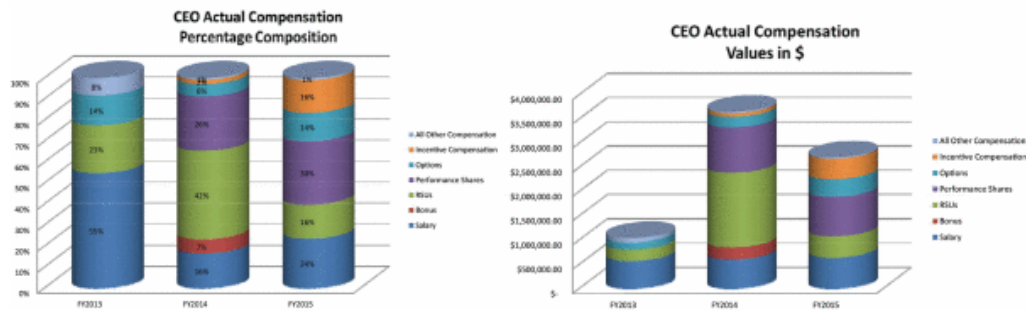 CEO Actual Compensation
Percentage Composition
100%
90%
80%
70%
60%
50%
40%
30%
20%
10%
0%
8%
14%
23%
55%
6%
26%
42%
7%
16%
1%
16%
14%
30%
16%
24%
FY2013
FY2014
FY2015
All Other Compensation
Incentive Compensation
Options
Performance Shares
RSUs
Bonus
Salary
CEO Actual Compensation
Values in $
$4,000,000.00
$3,500,000.00
$3,000,000.00
$2,500,000.00
$2,000,000.00
$1,500,000.00
$1,000,000.00
$500,000.00
$-
FY2013
FY2014
FY2015
All Other Compensation
Incentive Compensation
Options
Performance Shares
RSUs
Bonus
Salary